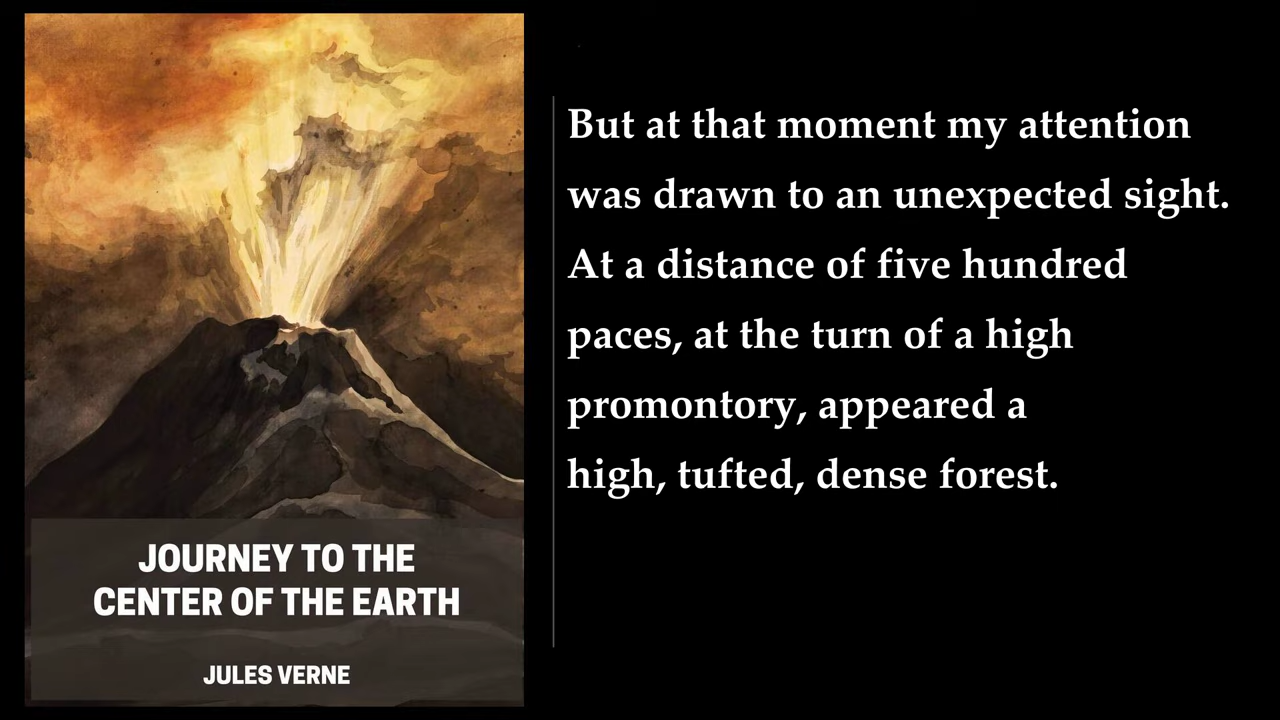 JOURNEY TO THE
CENTER OF THE EARTH
JULES VERNE
But at that moment my attention
was drawn to an unexpected sight.
At a distance of five hundred
paces, at the turn of a high
promontory, appeared a
high, tufted, dense forest.